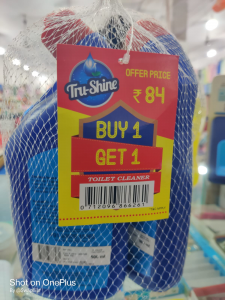 Tru-Shine
OFFER PRICE
₹ 84
BUY 1
GET 1
TOILET CLEANER
Shot on OnePlus